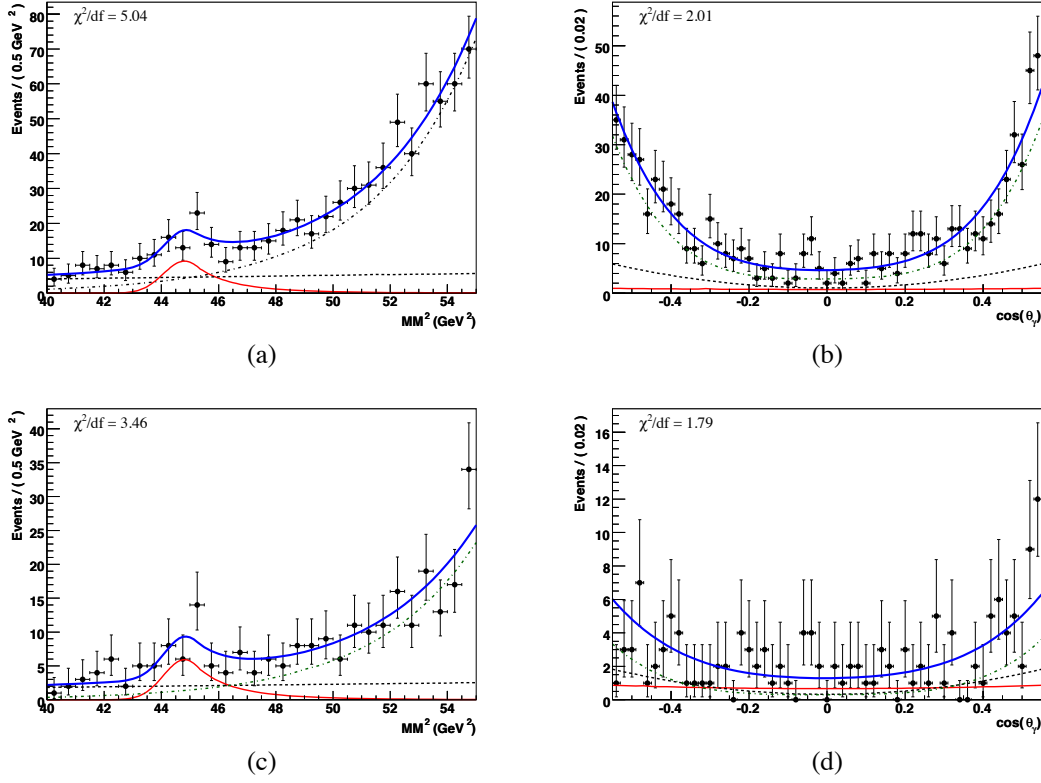 χ²/df = 5.04
Events / ( 0.5 GeV ² )
80
70
60
50
40
30
20
10
0
40 42 44 46 48 50 52 54
MM² (GeV²)
(a)
χ²/df = 2.01
Events / ( 0.02 )
50
40
30
20
10
0
-0.4 -0.2 0 0.2 0.4
cos(θγ)
(b)
χ²/df = 3.46
Events / ( 0.5 GeV ² )
40
35
30
25
20
15
10
5
0
40 42 44 46 48 50 52 54
MM² (GeV²)
(c)
χ²/df = 1.79
Events / ( 0.02 )
16
14
12
10
8
6
4
2
0
-0.4 -0.2 0 0.2 0.4
cos(θγ)
(d)